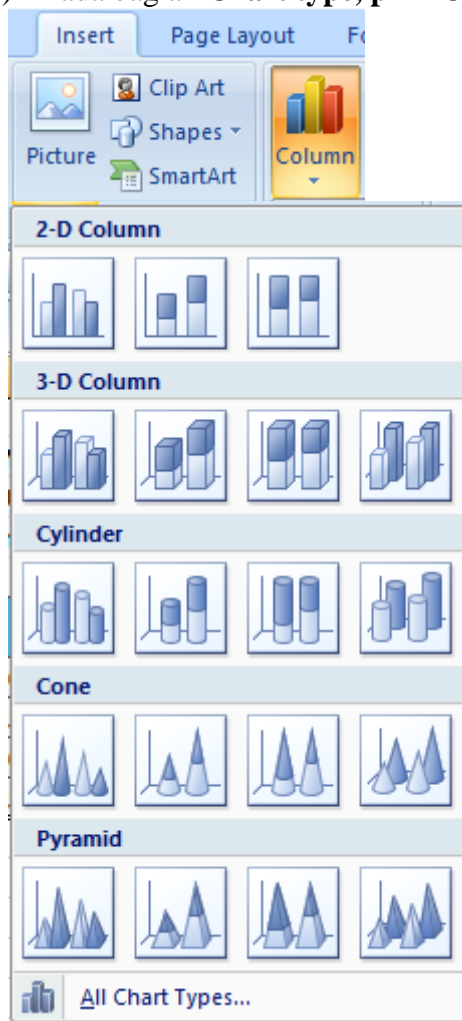 Insert Page Layout
Picture
Clip Art
Shapes
SmartArt
Column
2-D Column
3-D Column
Cylinder
Cone
Pyramid
All Chart Types...